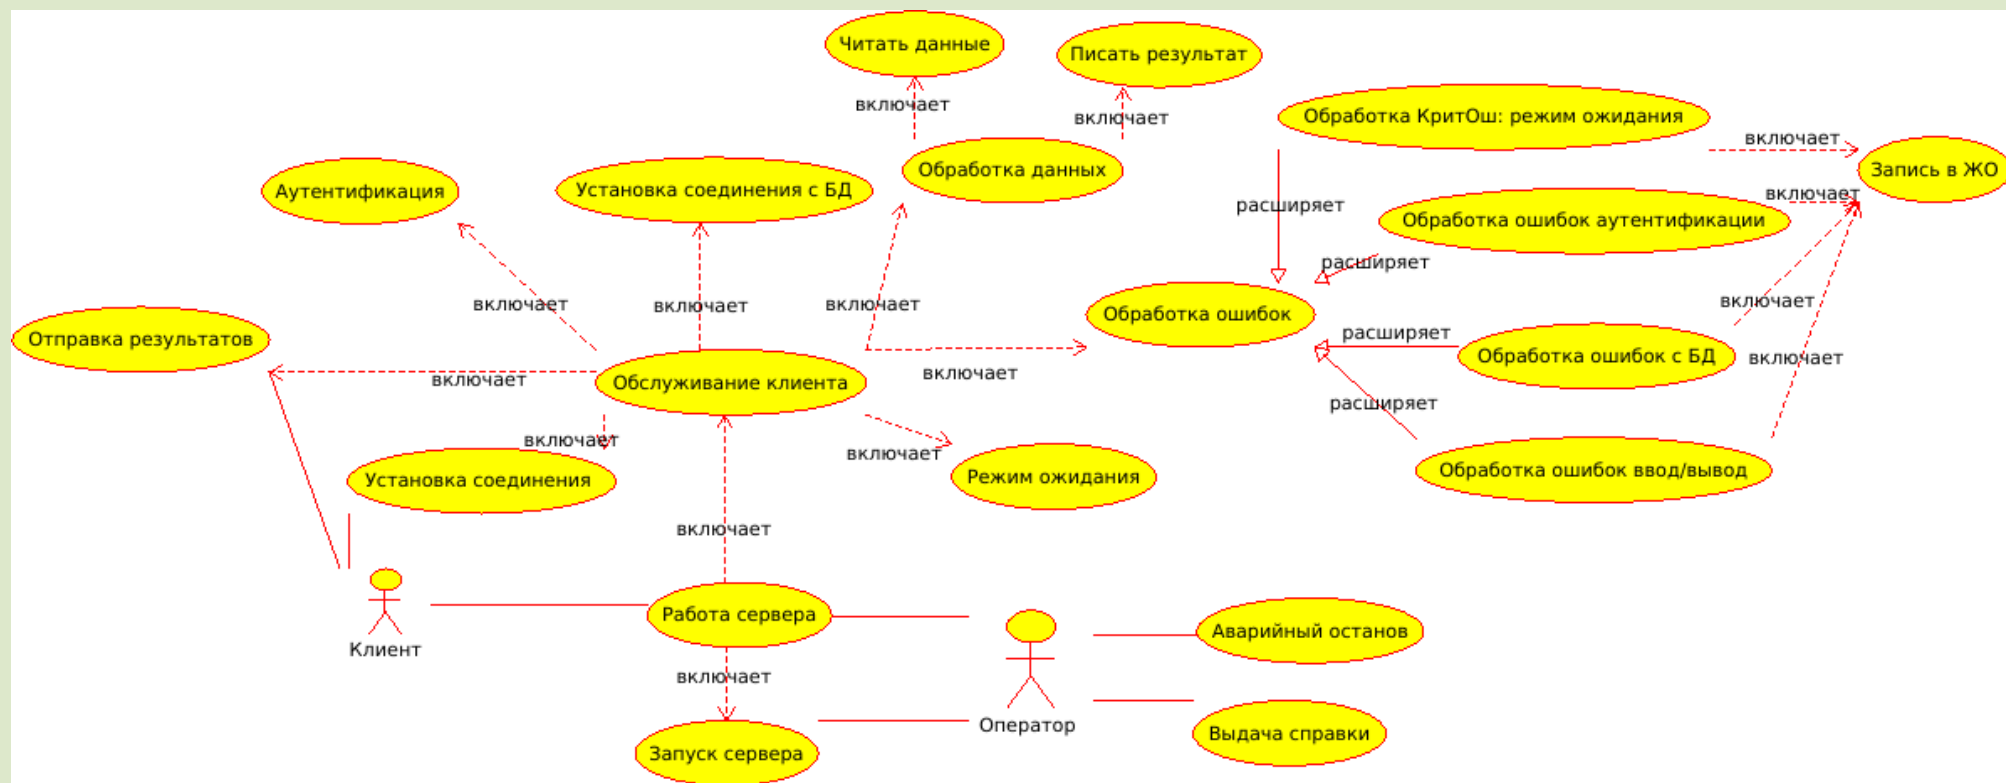 Читать данные
Писать результат
включает
включает
Обработка КритОш: режим ожидания
включает
Обработка данных
Запись в ЖО
Аутентификация
Установка соединения с БД
включает
расширяет
Обработка ошибок аутентификации
расширяет
включает
включает
включает
Обработка ошибок
включает
Отправка результатов
расширяет
Обработка ошибок с БД
включает
включает
включает
Обслуживание клиента
расширяет
включает
включает
Установка соединения
Режим ожидания
Обработка ошибок ввод/вывод
включает
Работа сервера
Аварийный останов
Клиент
включает
Оператор
Выдача справки
Запуск сервера